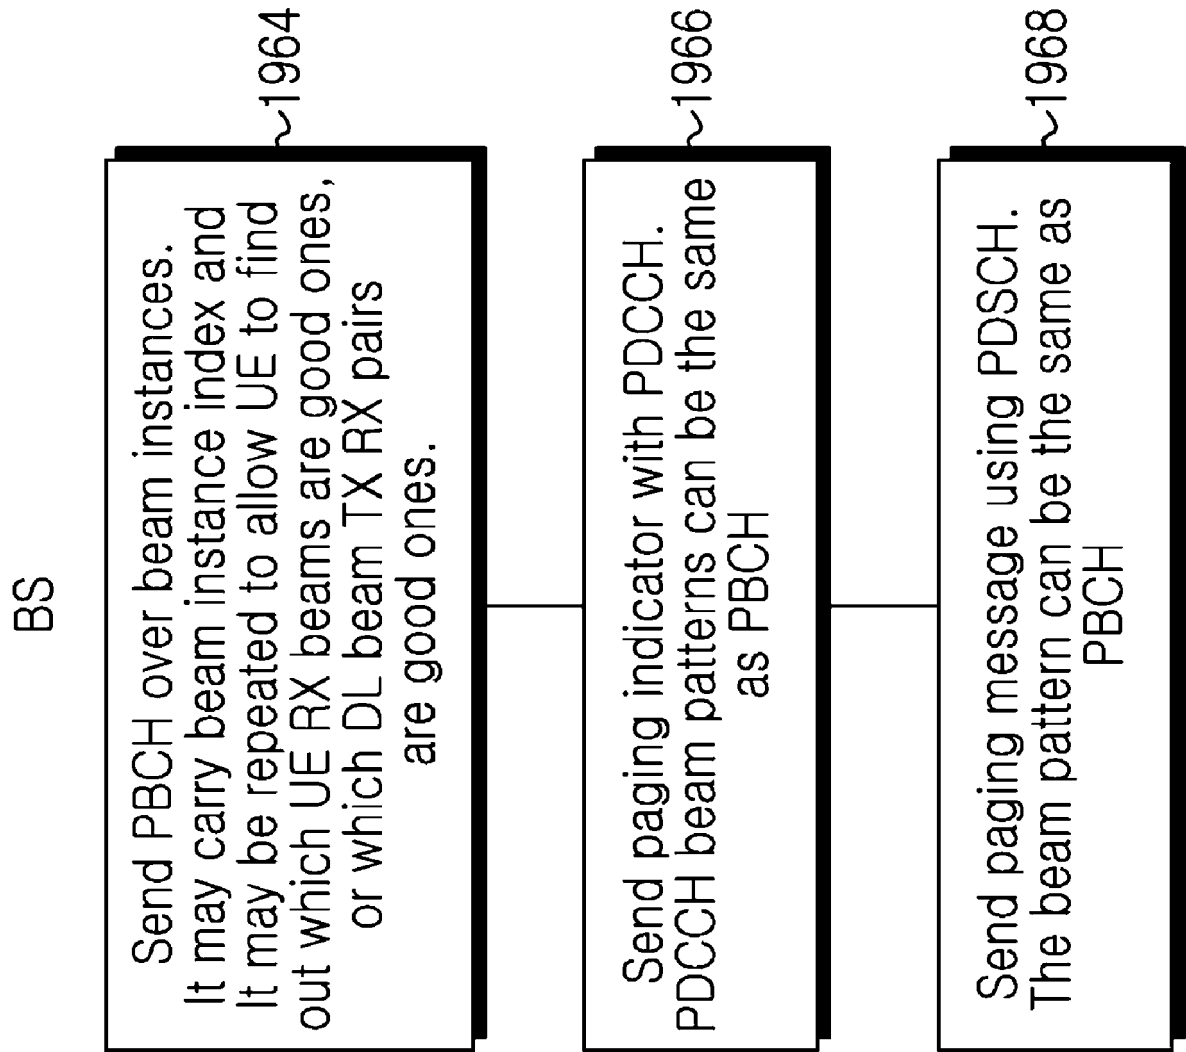 BS
Send PBCH over beam instances.
It may carry beam instance index and
It may be repeated to allow UE to find
out which UE RX beams are good ones,
or which DL beam TX RX pairs
are good ones.
1964
Send paging indicator with PDCCH.
PDCCH beam patterns can be the same
as PBCH
1966
Send paging message using PDSCH.
The beam pattern can be the same as
PBCH
1968